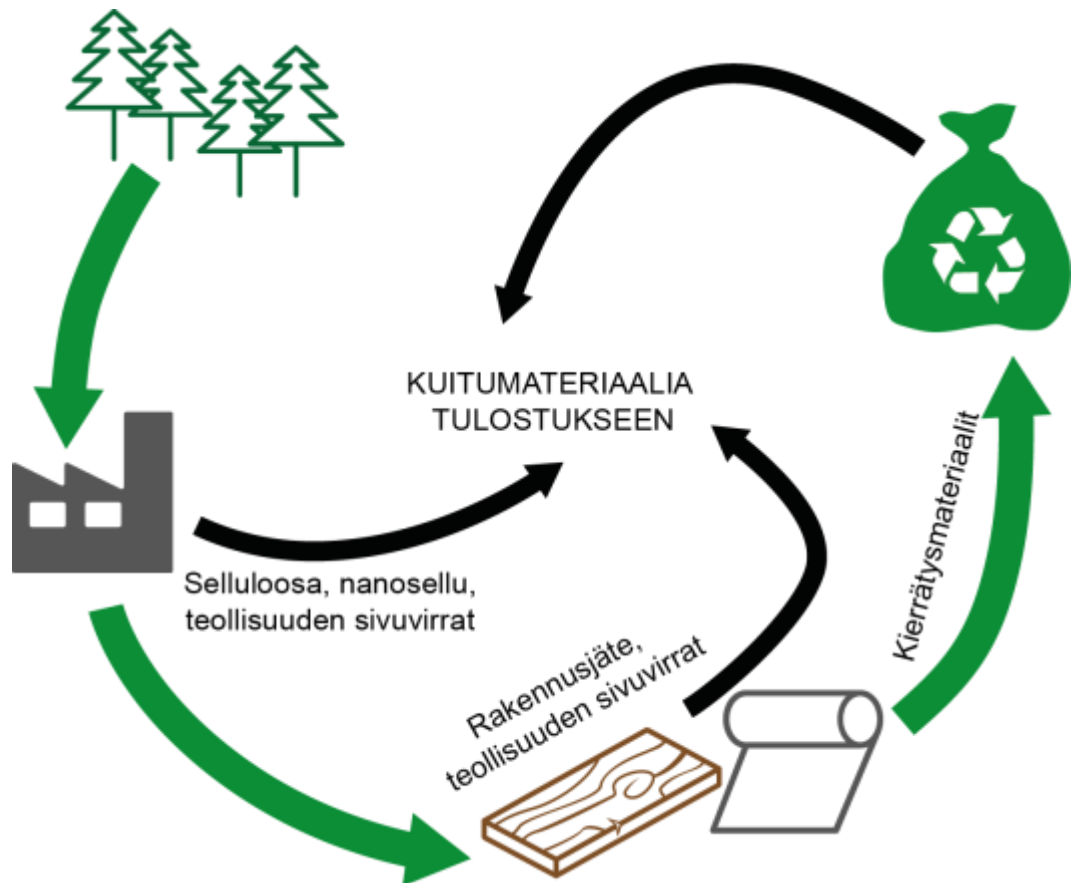 KUITUMATERIAALIA
TULOSTUKSEEN
Selluloosa, nanosellu,
teollisuuden sivuvirrat
Rakennusjäte,
teollisuuden sivuvirrat
Kierrätysmateriaalit